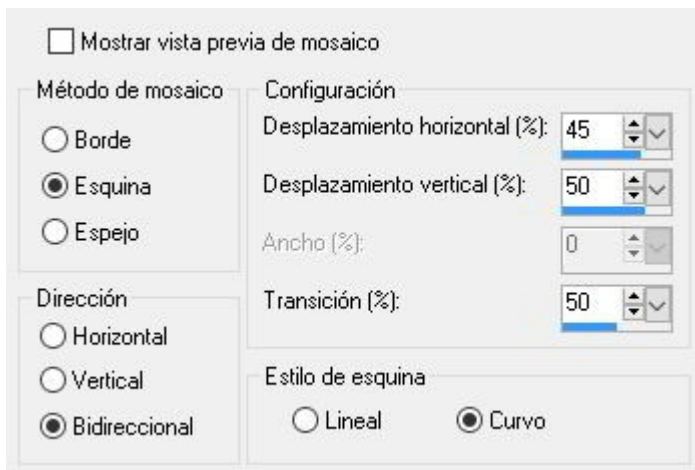 Mostrar vista previa de mosaico
Método de mosaico
Borde
Esquina
Espejo
Dirección
Horizontal
Vertical
Bidireccional
Configuración
Desplazamiento horizontal (%): 45
Desplazamiento vertical (%): 50
Ancho (%): 0
Transición (%): 50
Estilo de esquina
Lineal Curvo